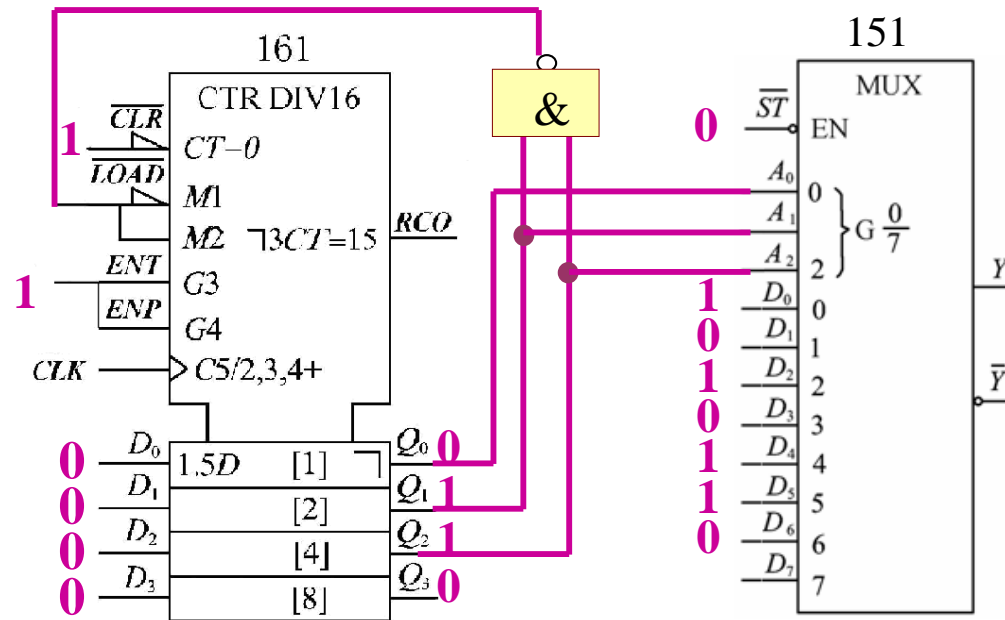 161
151
CTR DIV16
MUX
&
$\overline{CLR}$
1
CT–0
$\overline{LOAD}$
M1
M2
⅂3CT=15
RCO
ENT
1
G3
ENP
G4
CLK
C5/2,3,4+
D₀
0
1.5D
[1]
⅂
Q₀
0
D₁
0
[2]
Q₁
1
D₂
0
[4]
Q₂
1
D₃
0
[8]
Q₃
0
0
$\overline{ST}$
EN
A₀
0
A₁
A₂
2
} G 0/7
1
D₀
0
0
D₁
1
1
D₂
2
0
D₃
3
1
D₄
4
1
D₅
5
0
D₆
6
D₇
7
Y
$\overline{Y}$